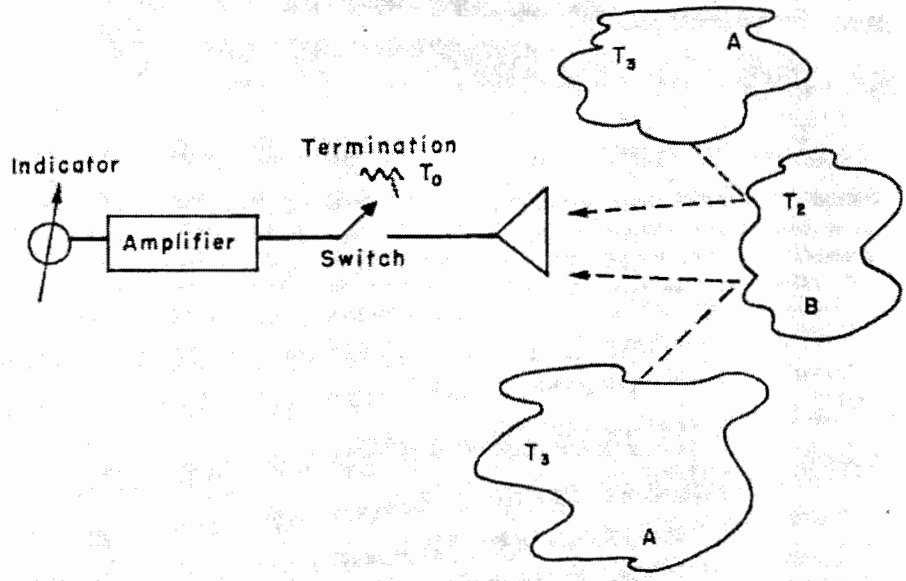 T₃
A
Termination
T₀
Indicator
Amplifier
Switch
T₂
B
T₃
A